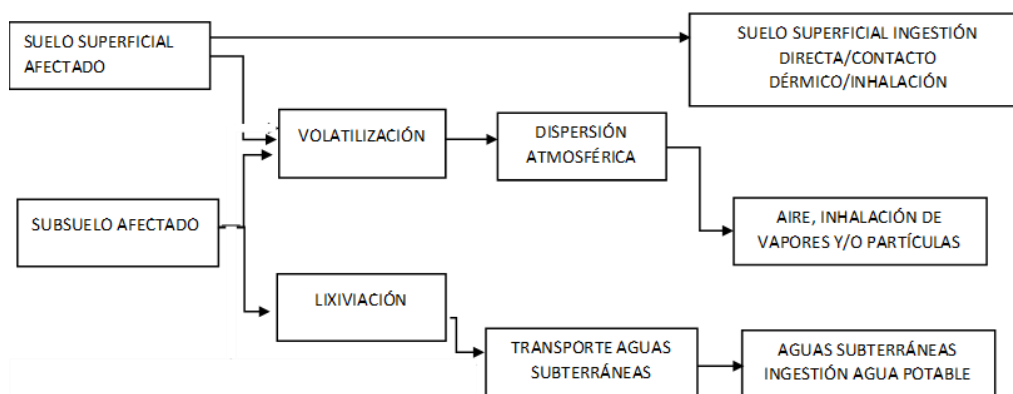 SUELO SUPERFICIAL
AFECTADO
SUELO SUPERFICIAL INGESTIÓN
DIRECTA/CONTACTO
DÉRMICO/INHALACIÓN
VOLATILIZACIÓN
DISPERSIÓN
ATMOSFÉRICA
SUBSUELO AFECTADO
AIRE, INHALACIÓN DE
VAPORES Y/O PARTÍCULAS
LIXIVIACIÓN
TRANSPORTE AGUAS
SUBTERRÁNEAS
AGUAS SUBTERRÁNEAS
INGESTIÓN AGUA POTABLE